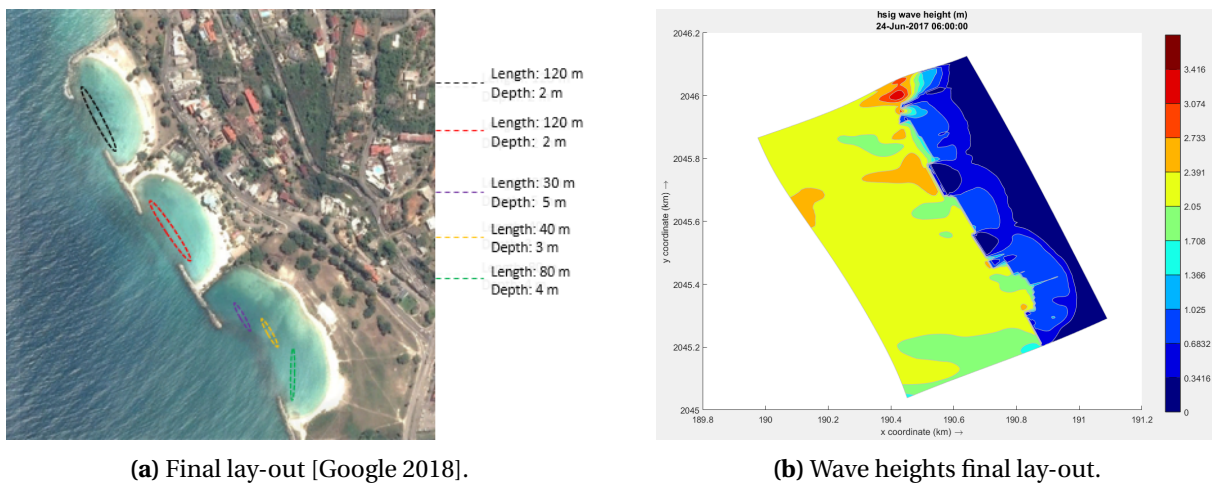 Length: 120 m
Depth: 2 m
Length: 120 m
Depth: 2 m
Length: 30 m
Depth: 5 m
Length: 40 m
Depth: 3 m
Length: 80 m
Depth: 4 m
(a) Final lay-out [Google 2018].
hsig wave height (m)
24-Jun-2017 06:00:00
2046.2
2046
2045.8
2045.6
2045.4
2045.2
2045
y coordinate (km) →
189.8 190 190.2 190.4 190.6 190.8 191 191.2
x coordinate (km) →
3.416
3.074
2.733
2.391
2.05
1.708
1.366
1.025
0.6832
0.3416
0
(b) Wave heights final lay-out.